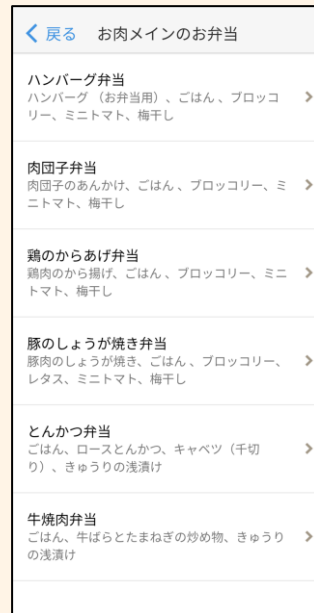 戻る お肉メインのお弁当
ハンバーグ弁当
ハンバーグ （お弁当用）、ごはん 、ブロッコ
リー、ミニトマト、梅干し
肉団子弁当
肉団子のあんかけ、ごはん 、ブロッコリー、ミ
ニトマト、梅干し
鶏のからあげ弁当
鶏肉のから揚げ、ごはん 、ブロッコリー、ミニ
トマト、梅干し
豚のしょうが焼き弁当
豚肉のしょうが焼き、ごはん 、ブロッコリー、
レタス、ミニトマト、梅干し
とんかつ弁当
ごはん、ロースとんかつ、キャベツ（千切
り）、きゅうりの浅漬け
牛焼肉弁当
ごはん、牛ばらとたまねぎの炒め物、きゅうり
の浅漬け